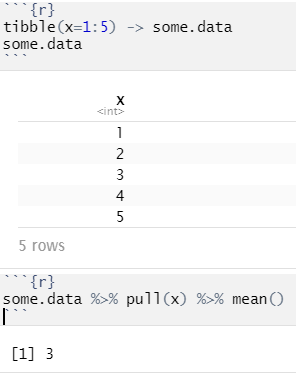 ```{r}
tibble(x=1:5) -> some.data
some.data
```
x
<int>
1
2
3
4
5
5 rows
```{r}
some.data %>% pull(x) %>% mean()
```
[1] 3